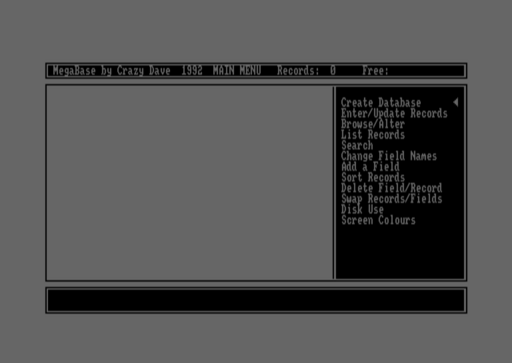 MegaBase by Crazy Dave 1992 MAIN MENU Records: 0 Free:
Create Database
Enter/Update Records
Browse/Alter
List Records
Search
Change Field Names
Add a Field
Sort Records
Delete Field/Record
Swap Records/Fields
Disk Use
Screen Colours